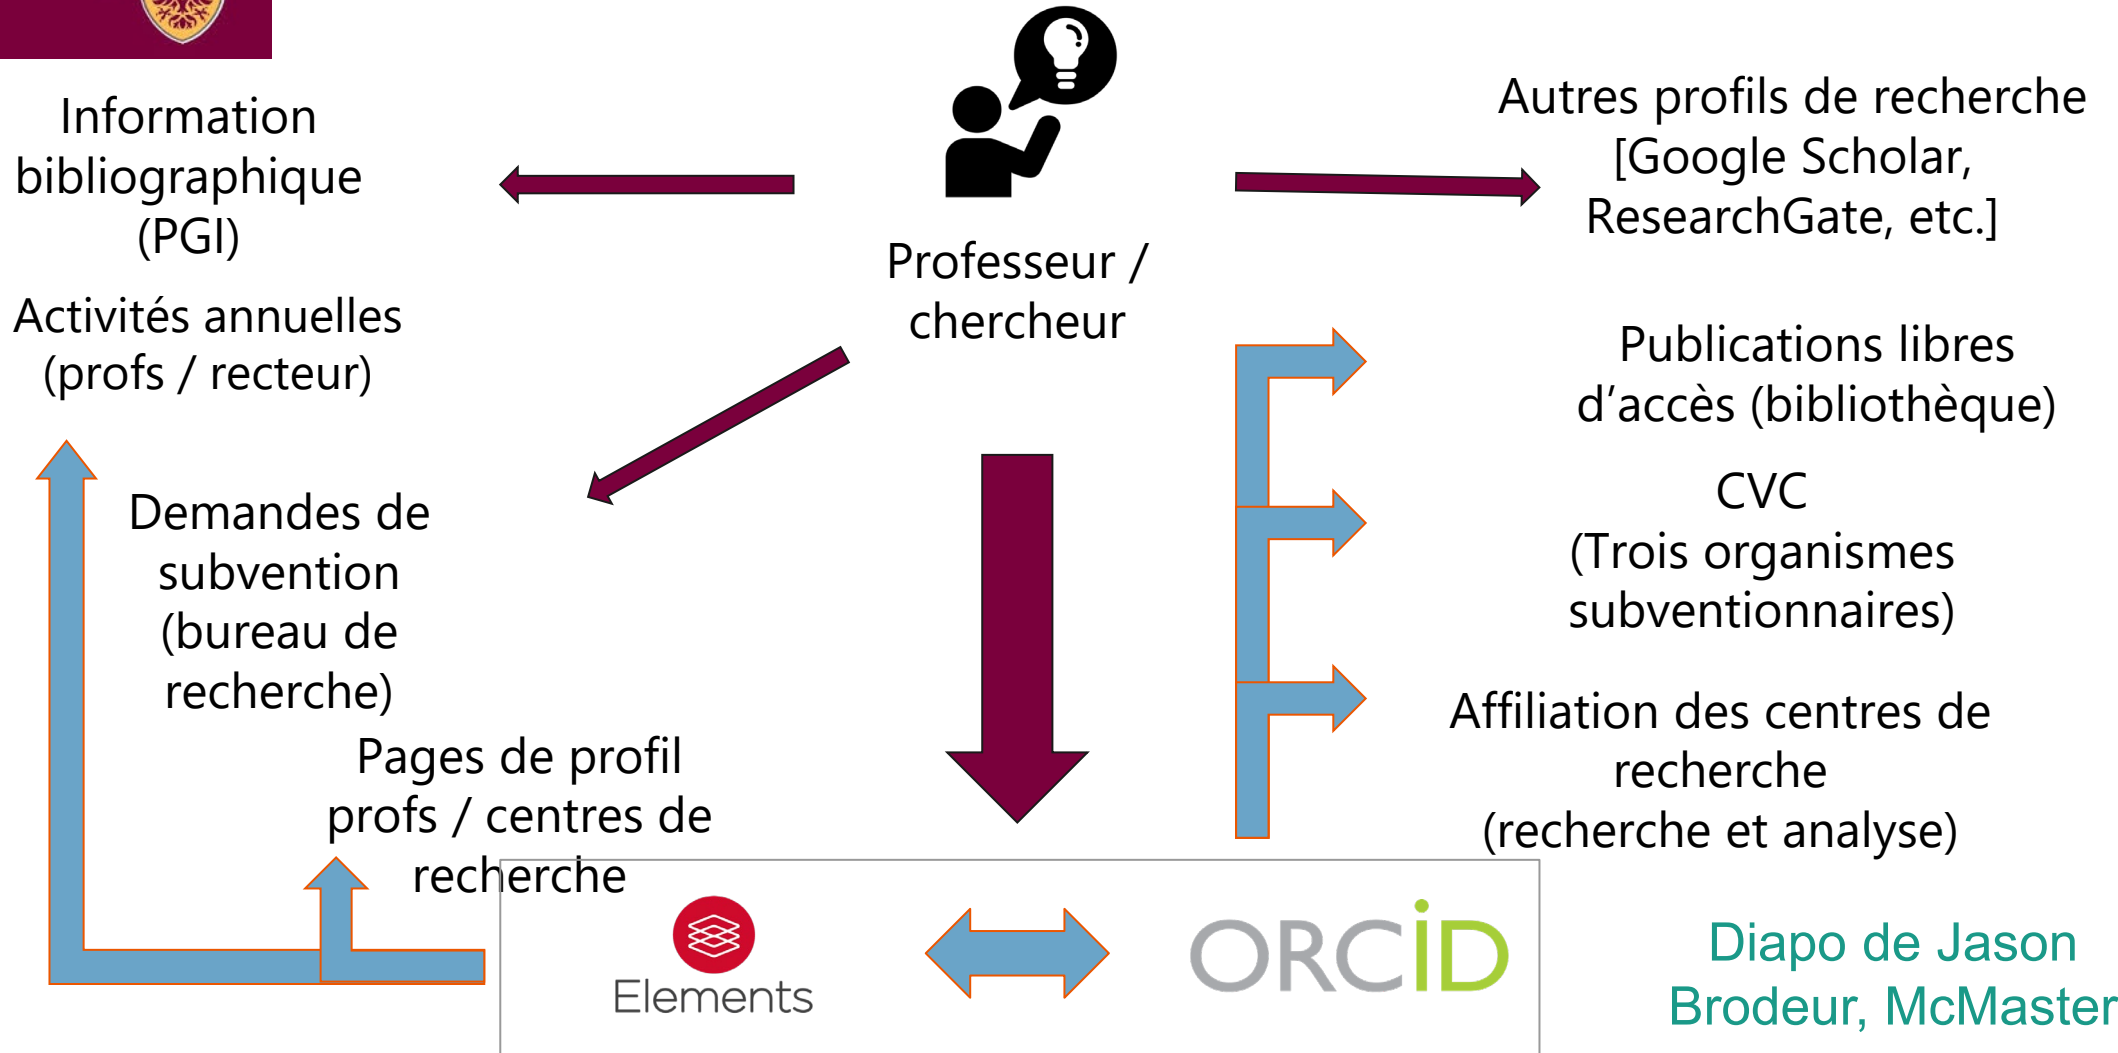 Information
bibliographique
(PGI)
Activités annuelles
(profs / recteur)
Demandes de
subvention
(bureau de
recherche)
Pages de profil
profs / centres de
recherche
Professeur /
chercheur
Autres profils de recherche
[Google Scholar,
ResearchGate, etc.]
Publications libres
d’accès (bibliothèque)
CVC
(Trois organismes
subventionnaires)
Affiliation des centres de
recherche
(recherche et analyse)
Elements
ORCiD
Diapo de Jason
Brodeur, McMaster